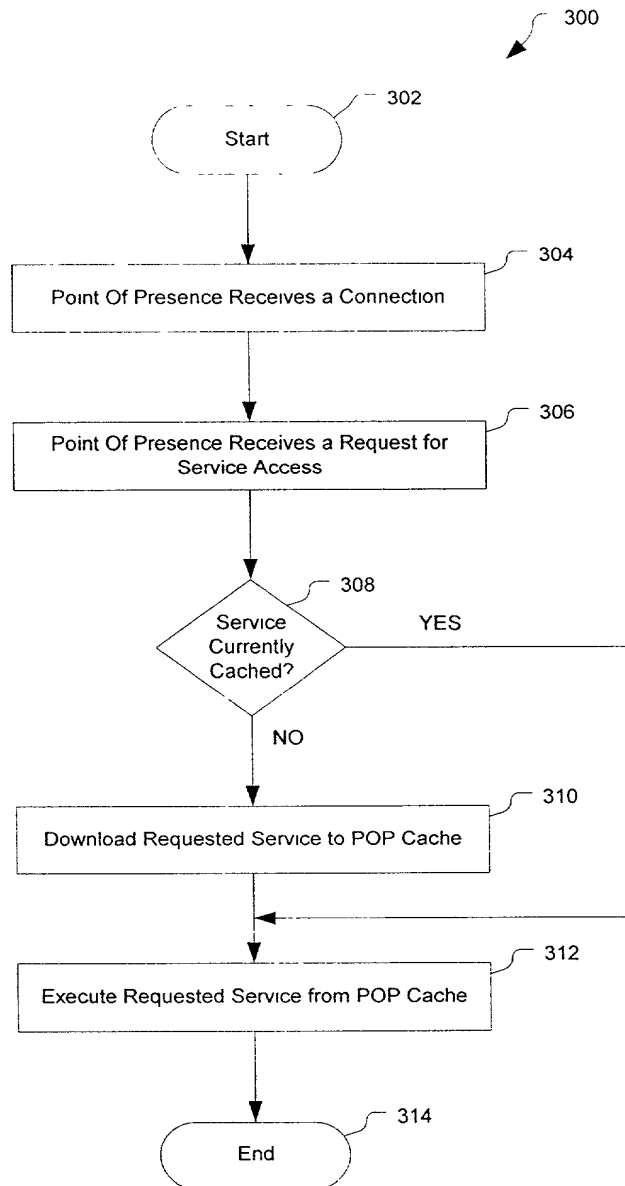 300
302
Start
304
Point Of Presence Receives a Connection
306
Point Of Presence Receives a Request for
Service Access
308
Service
Currently
Cached?
YES
NO
310
Download Requested Service to POP Cache
312
Execute Requested Service from POP Cache
314
End